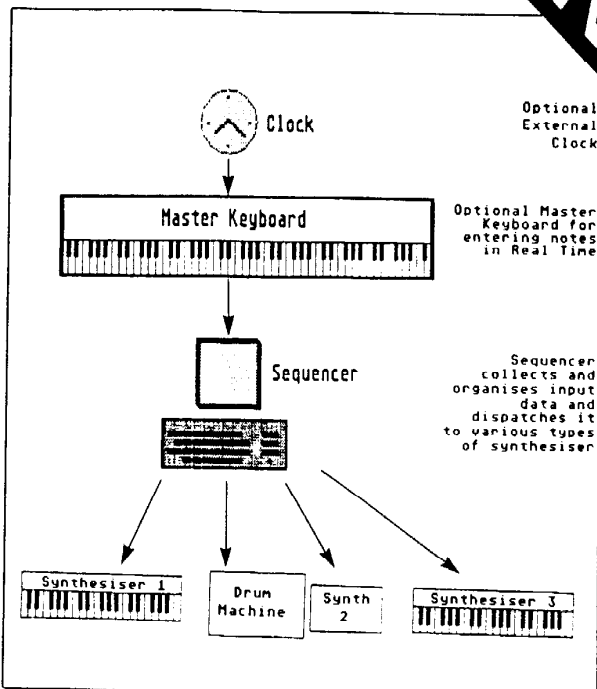 Clock
Optional
External
Clock
Master Keyboard
Optional Master
Keyboard for
entering notes
in Real Time
Sequencer
Sequencer
collects and
organises input
data and
dispatches it
to various types
of synthesiser
Synthesiser 1
Drum
Machine
Synth
2
Synthesiser 3